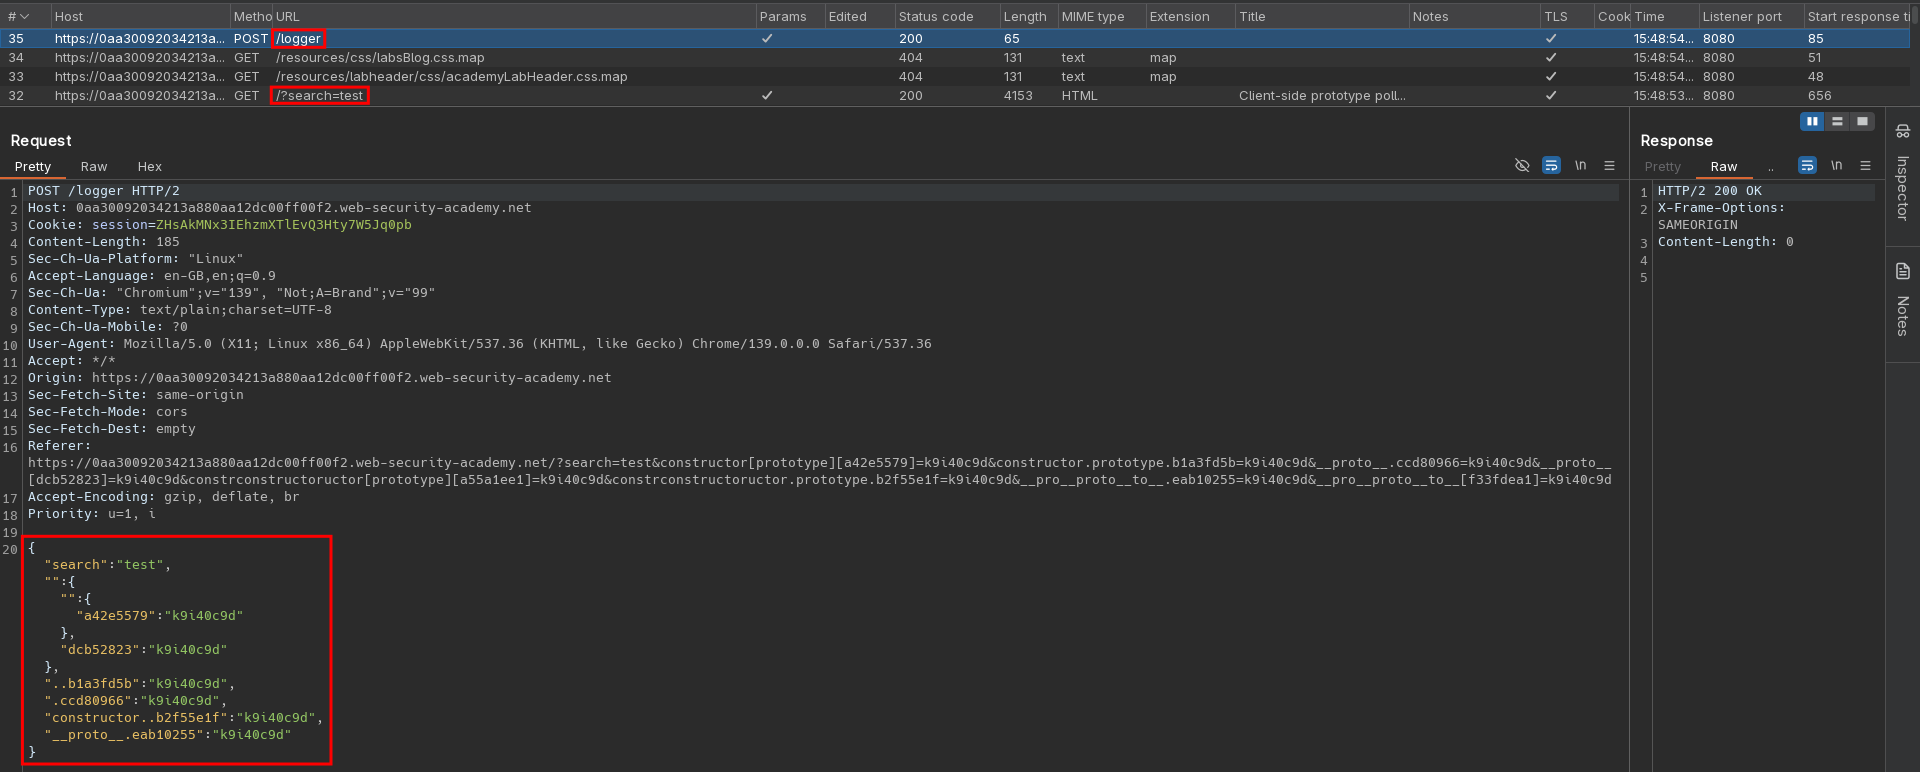 # Host Metho URL Params Edited Status code Length MIME type Extension Title Notes TLS Cook Time Listener port Start response ti
35 https://0aa30092034213a... POST /logger ✓ 200 65 ✓ 15:48:54... 8080 85
34 https://0aa30092034213a... GET /resources/css/labsBlog.css.map 404 131 text map ✓ 15:48:54... 8080 51
33 https://0aa30092034213a... GET /resources/labheader/css/academyLabHeader.css.map 404 131 text map ✓ 15:48:54... 8080 48
32 https://0aa30092034213a... GET /?search=test ✓ 200 4153 HTML Client-side prototype poll... ✓ 15:48:53... 8080 656
Request
Pretty Raw Hex \n
1 POST /logger HTTP/2
2 Host: 0aa30092034213a880aa12dc00ff00f2.web-security-academy.net
3 Cookie: session=ZHsAkMNx3IEhzmXTlEvQ3Hty7W5Jq0pb
4 Content-Length: 185
5 Sec-Ch-Ua-Platform: "Linux"
6 Accept-Language: en-GB,en;q=0.9
7 Sec-Ch-Ua: "Chromium";v="139", "Not;A=Brand";v="99"
8 Content-Type: text/plain;charset=UTF-8
9 Sec-Ch-Ua-Mobile: ?0
10 User-Agent: Mozilla/5.0 (X11; Linux x86_64) AppleWebKit/537.36 (KHTML, like Gecko) Chrome/139.0.0.0 Safari/537.36
11 Accept: */*
12 Origin: https://0aa30092034213a880aa12dc00ff00f2.web-security-academy.net
13 Sec-Fetch-Site: same-origin
14 Sec-Fetch-Mode: cors
15 Sec-Fetch-Dest: empty
16 Referer:
https://0aa30092034213a880aa12dc00ff00f2.web-security-academy.net/?search=test&constructor[prototype][a42e5579]=k9i40c9d&constructor.prototype.b1a3fd5b=k9i40c9d&__proto__.ccd80966=k9i40c9d&__proto__
[dcb52823]=k9i40c9d&constrconstructoructor[prototype][a55a1ee1]=k9i40c9d&constrconstructoructor.prototype.b2f55e1f=k9i40c9d&__pro__proto__to__.eab10255=k9i40c9d&__pro__proto__to__[f33fdea1]=k9i40c9d
17 Accept-Encoding: gzip, deflate, br
18 Priority: u=1, i
19
20 {
"search":"test",
"":{
"":{
"a42e5579":"k9i40c9d"
},
"dcb52823":"k9i40c9d"
},
"..b1a3fd5b":"k9i40c9d",
".ccd80966":"k9i40c9d",
"constructor..b2f55e1f":"k9i40c9d",
"__proto__.eab10255":"k9i40c9d"
}
Response
Pretty Raw .. \n
1 HTTP/2 200 OK
2 X-Frame-Options:
SAMEORIGIN
3 Content-Length: 0
4
5
Inspector
Notes